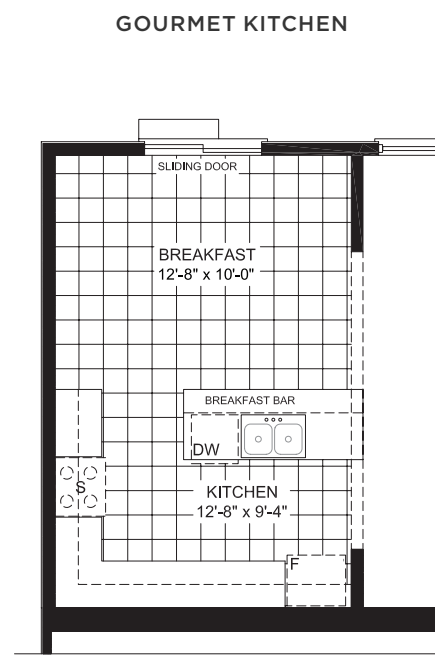 GOURMET KITCHEN
SLIDING DOOR
BREAKFAST
12'-8" x 10'-0"
BREAKFAST BAR
DW
S
KITCHEN
12'-8" x 9'-4"
F